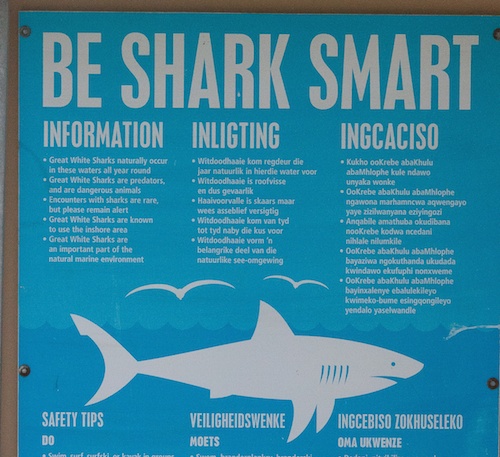 BE SHARK SMART
INFORMATION
• Great White Sharks naturally occur
in these waters all year round
• Great White Sharks are predators,
and are dangerous animals
• Encounters with sharks are rare,
but please remain alert
• Great White Sharks are known
to use the inshore area
• Great White Sharks are
an important part of the
natural marine environment
INLIGTING
• Witdoodhaaie kom regdeur die
jaar natuurlik in hierdie water voor
• Witdoodhaaie is roofvisse
en dus gevaarlik
• Haaivoorvalle is skaars maar
wees asseblief versigtig
• Witdoodhaaie kom van tyd
tot tyd naby die kus voor
• Witdoodhaaie vorm 'n
belangrike deel van die
natuurlike see-omgewing
INGCACISO
• Kukho ooKrebe abaKhulu
abaMhlophe kule ndawo
unyaka wonke
• OoKrebe abaKhulu abaMhlophe
ngawona marhamncwa aqwengayo
yaye zizilwanyana eziyingozi
• Anqabile amathuba okudibana
nooKrebe kodwa ncedani
nihlale nilumkile
• OoKrebe abaKhulu abaMhlophe
bayaziwa ngokuthanda ukudada
kwindawo ekufuphi nonxweme
• OoKrebe abaKhulu abaMhlophe
bayinxalenye ebalulekileyo
kwimeko-bume esingqongileyo
yendalo yaselwandle
SAFETY TIPS
DO
• Swim, surf, surfski, or kayak in groups
VEILIGHEIDSWENKE
MOETS
INGCEBISO ZOKHUSELEKO
OMA UKWENZE